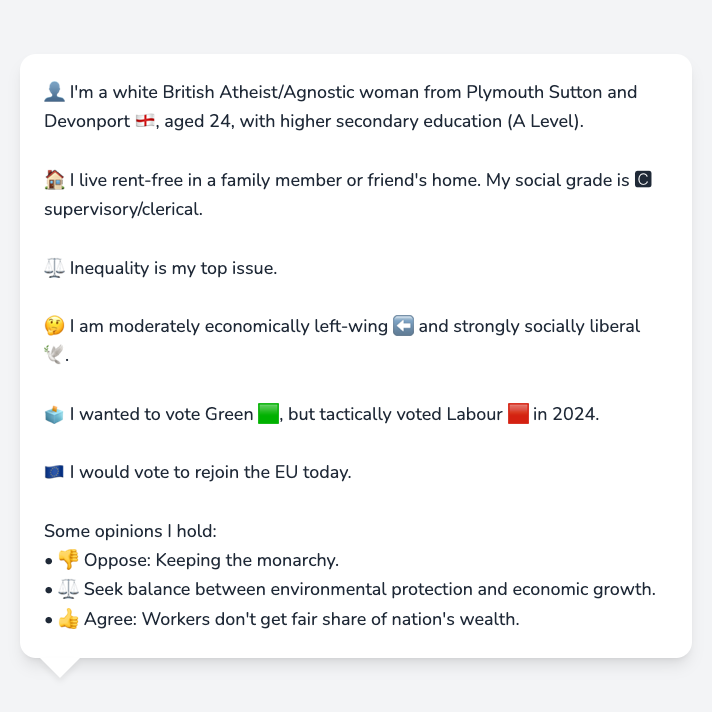 👤 I'm a white British Atheist/Agnostic woman from Plymouth Sutton and
Devonport 🏴󠁧󠁢󠁥󠁮󠁧󠁿, aged 24, with higher secondary education (A Level).
🏠 I live rent-free in a family member or friend's home. My social grade is 🅲
supervisory/clerical.
⚖️ Inequality is my top issue.
🤔 I am moderately economically left-wing ⬅️ and strongly socially liberal
🕊️.
🗳️ I wanted to vote Green 🟩, but tactically voted Labour 🟥 in 2024.
🇪🇺 I would vote to rejoin the EU today.
Some opinions I hold:
• 👎 Oppose: Keeping the monarchy.
• ⚖️ Seek balance between environmental protection and economic growth.
• 👍 Agree: Workers don't get fair share of nation's wealth.